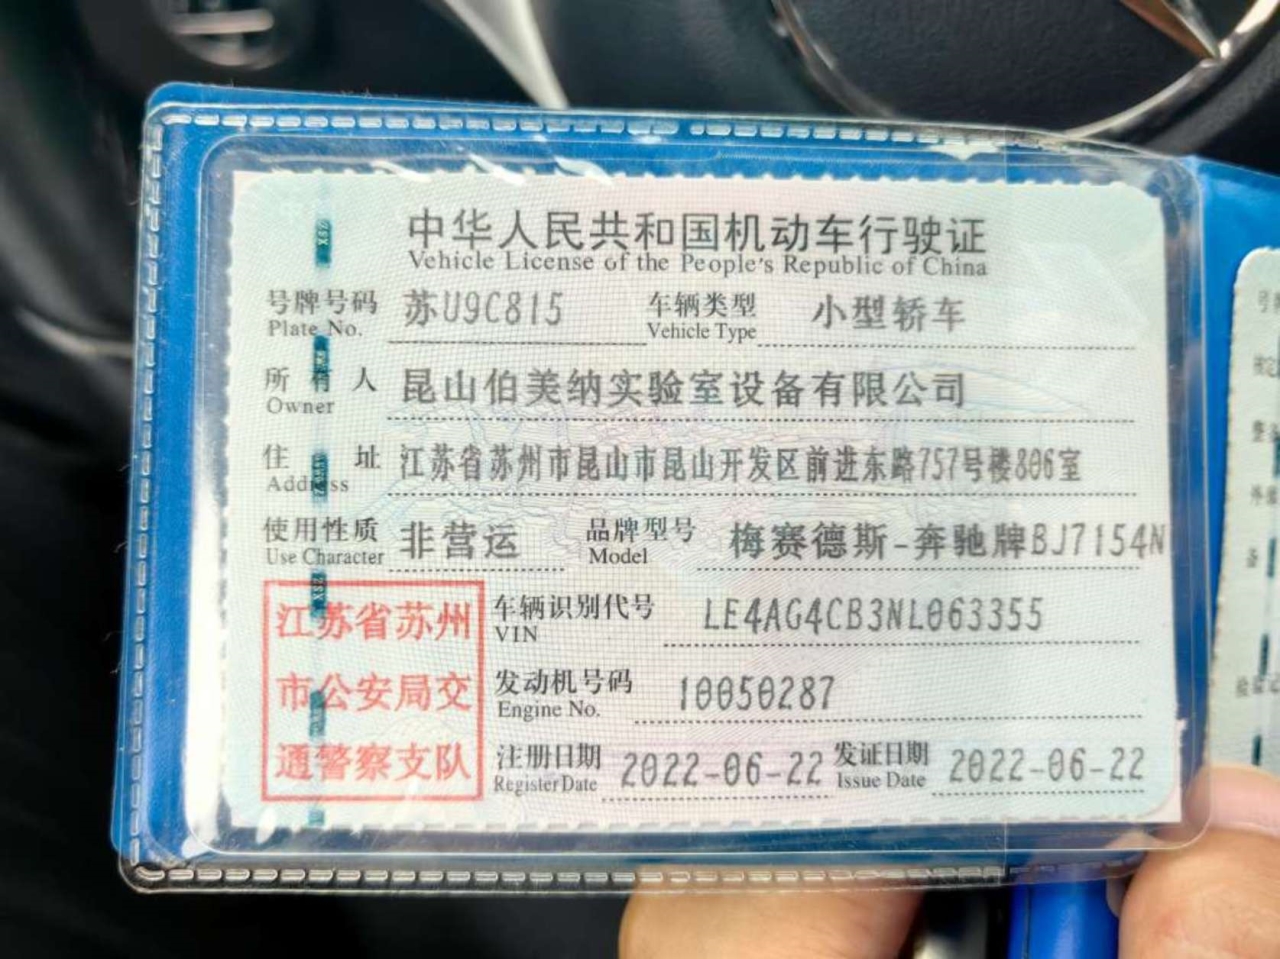 中华人民共和国机动车行驶证
Vehicle License of the People's Republic of China
号牌号码 苏U9C815 车辆类型 小型轿车
Plate No. Vehicle Type
所有人 昆山伯美纳实验室设备有限公司
Owner
住址 江苏省苏州市昆山市昆山开发区前进东路757号楼806室
Address
使用性质 非营运 品牌型号 梅赛德斯-奔驰牌BJ7154N
Use Character Model
江苏省苏州
市公安局交
通警察支队
车辆识别代号 LE4AG4CB3NL063355
VIN
发动机号码 10050287
Engine No.
注册日期 2022-06-22 发证日期 2022-06-22
Register Date Issue Date